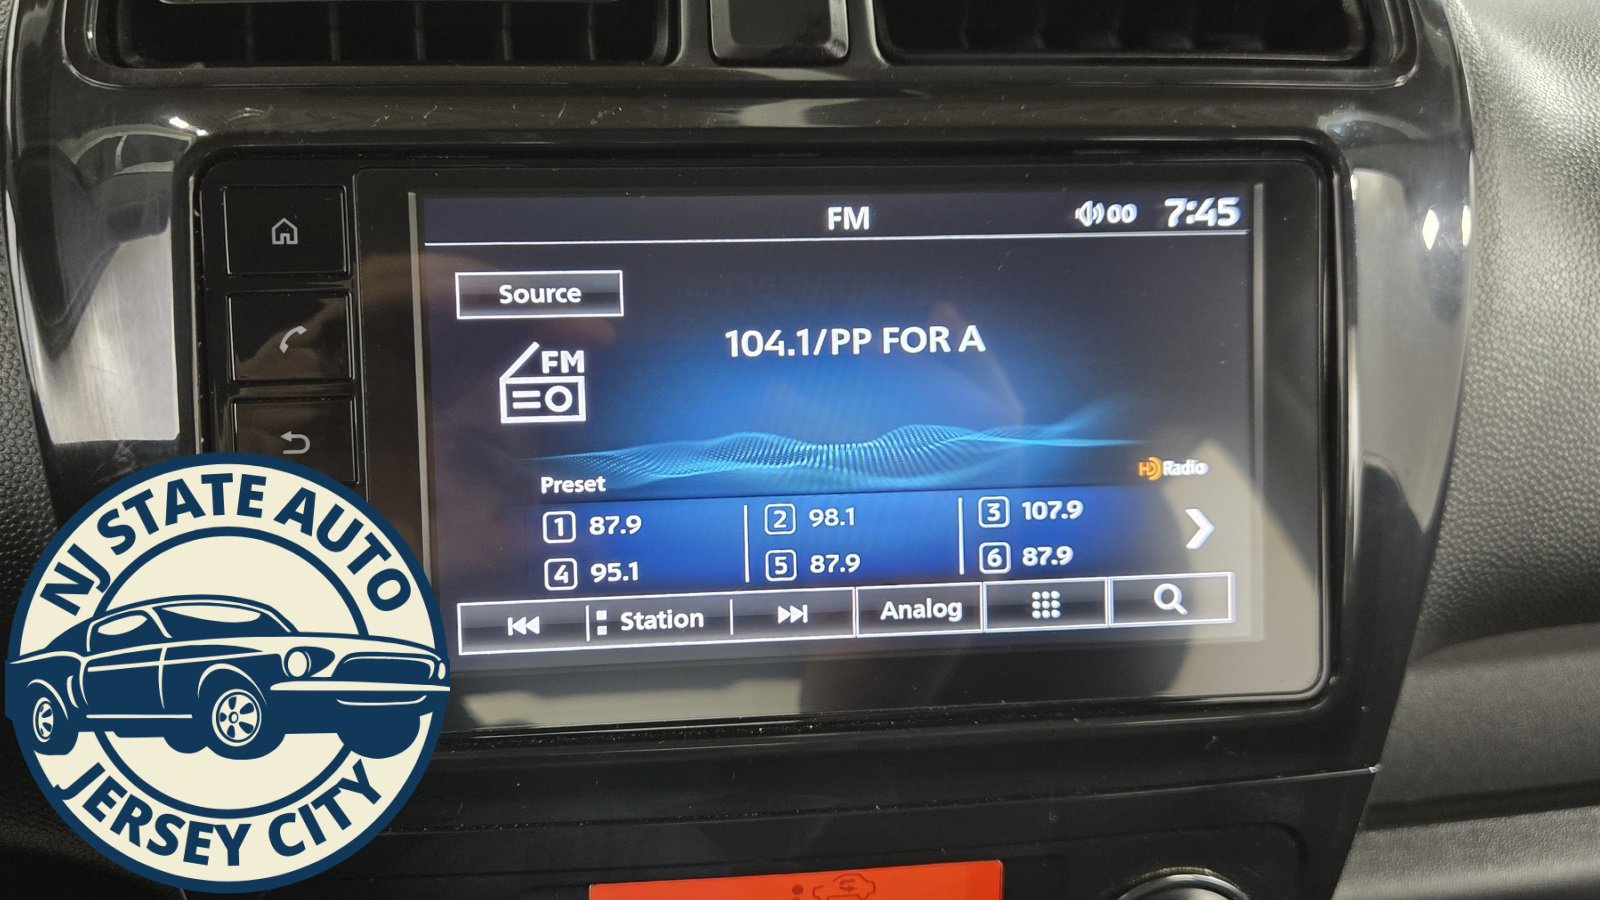 FM
00 7:45
Source
FM
104.1/PP FOR A
HD Radio
Preset
1 87.9
2 98.1
3 107.9
4 95.1
5 87.9
6 87.9
Station
Analog
NJ STATE AUTO
JERSEY CITY